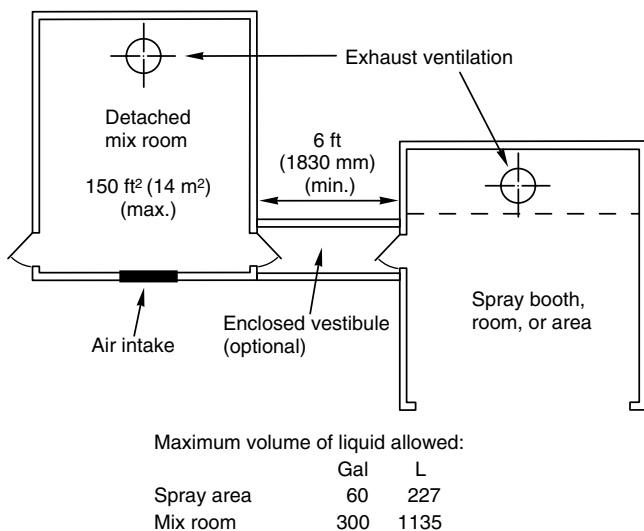 Exhaust ventilation
Detached
mix room
150 ft² (14 m²)
(max.)
6 ft
(1830 mm)
(min.)
Spray booth,
room, or area
Enclosed vestibule
(optional)
Air intake
Maximum volume of liquid allowed:
Gal L
Spray area 60 227
Mix room 300 1135